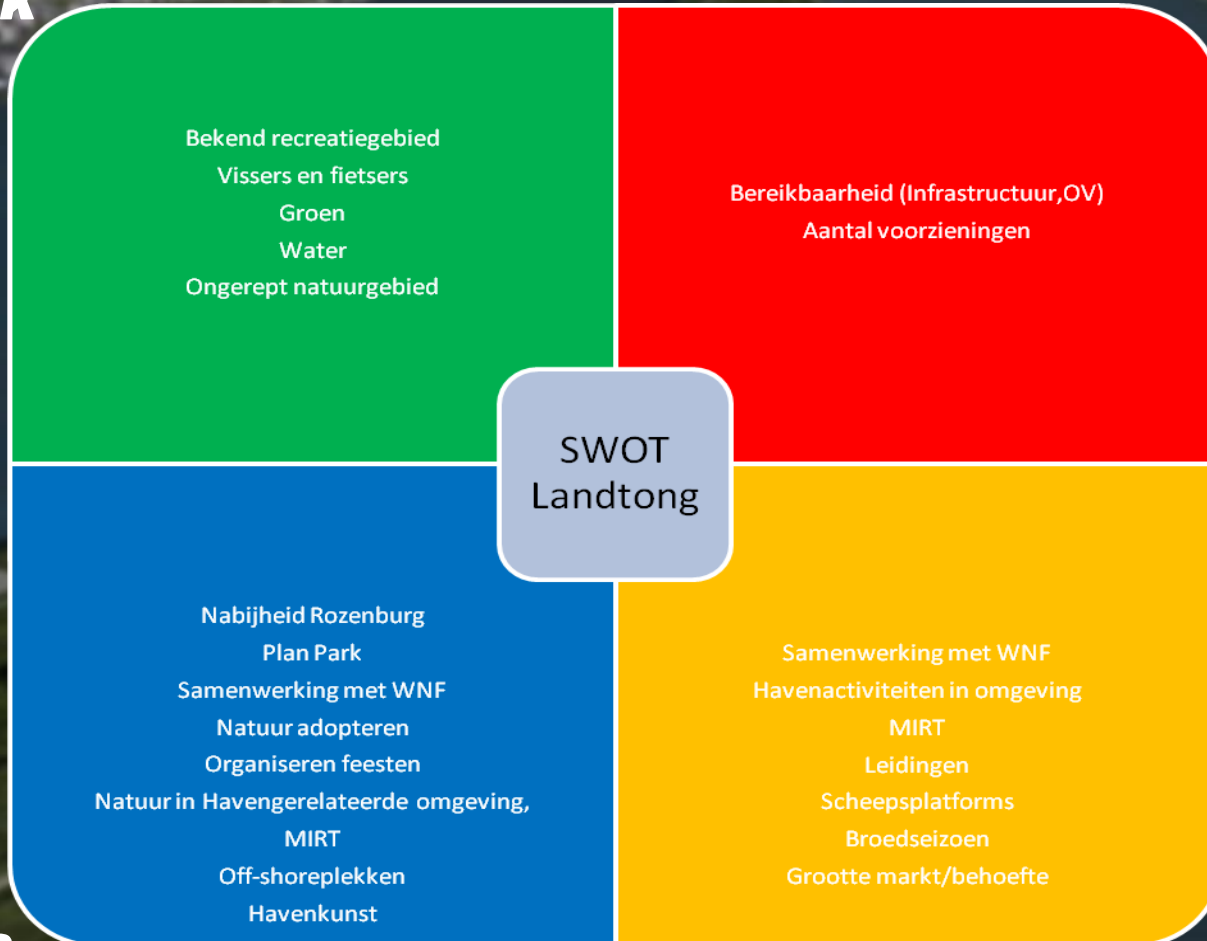 Bekend recreatiegebied
Vissers en fietsers
Groen
Water
Ongerept natuurgebied
Bereikbaarheid (Infrastructuur,OV)
Aantal voorzieningen
SWOT
Landtong
Nabijheid Rozenburg
Plan Park
Samenwerking met WNF
Natuur adopteren
Organiseren feesten
Natuur in Havengerelateerde omgeving,
MIRT
Off-shoreplekken
Havenkunst
Samenwerking met WNF
Havenactiviteiten in omgeving
MIRT
Leidingen
Scheepsplatforms
Broedseizoen
Grootte markt/behoefte